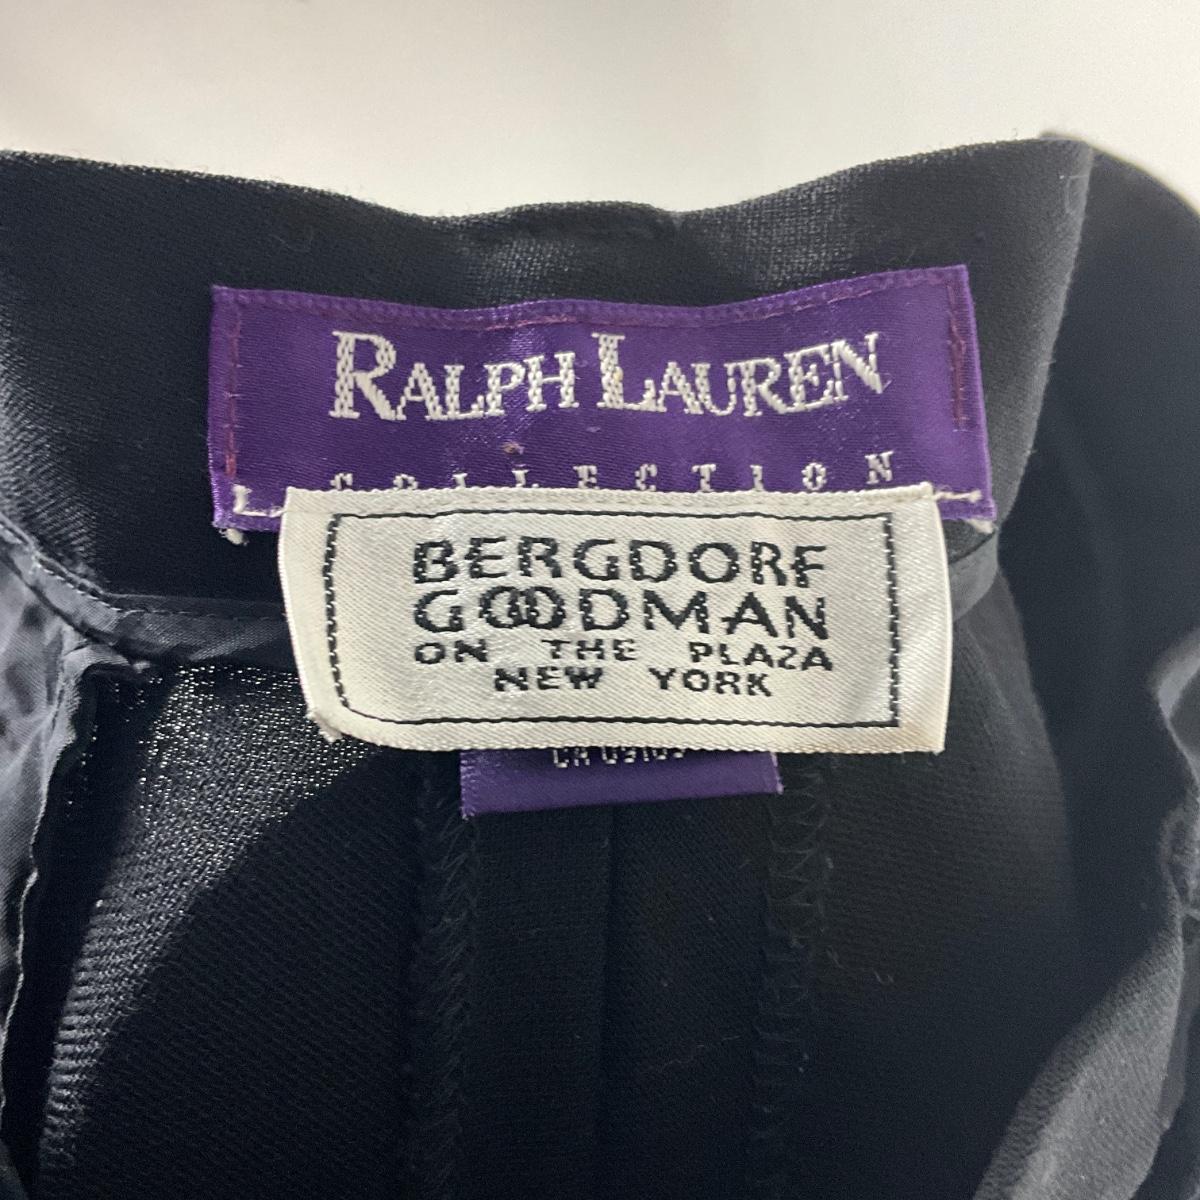 RALPH LAUREN
COLLECTION
BERGDORF
GOODMAN
ON THE PLAZA
NEW YORK